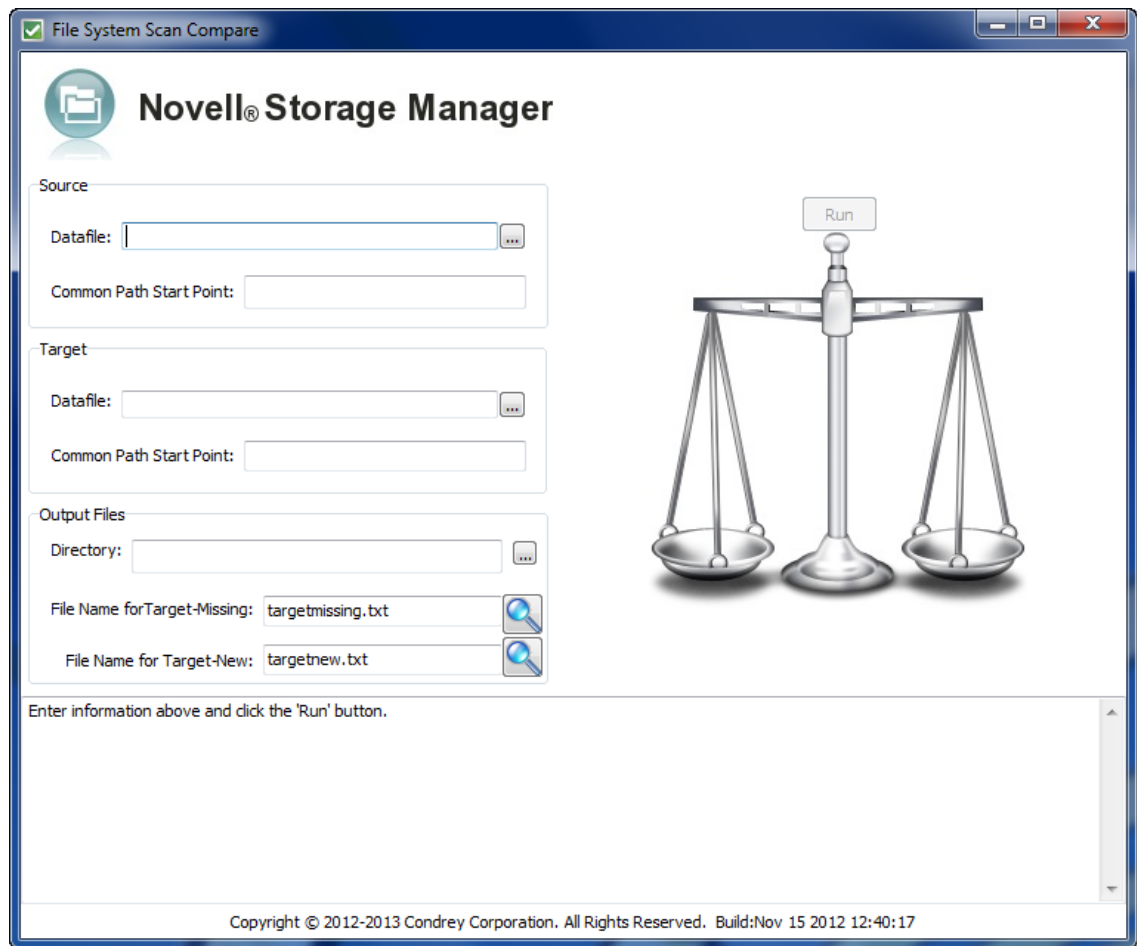 File System Scan Compare
Novell® Storage Manager
Source
Datafile:
...
Common Path Start Point:
Run
Target
Datafile:
...
Common Path Start Point:
Output Files
Directory:
...
File Name forTarget-Missing:
targetmissing.txt
File Name for Target-New:
targetnew.txt
Enter information above and click the 'Run' button.
Copyright © 2012-2013 Condrey Corporation. All Rights Reserved. Build:Nov 15 2012 12:40:17